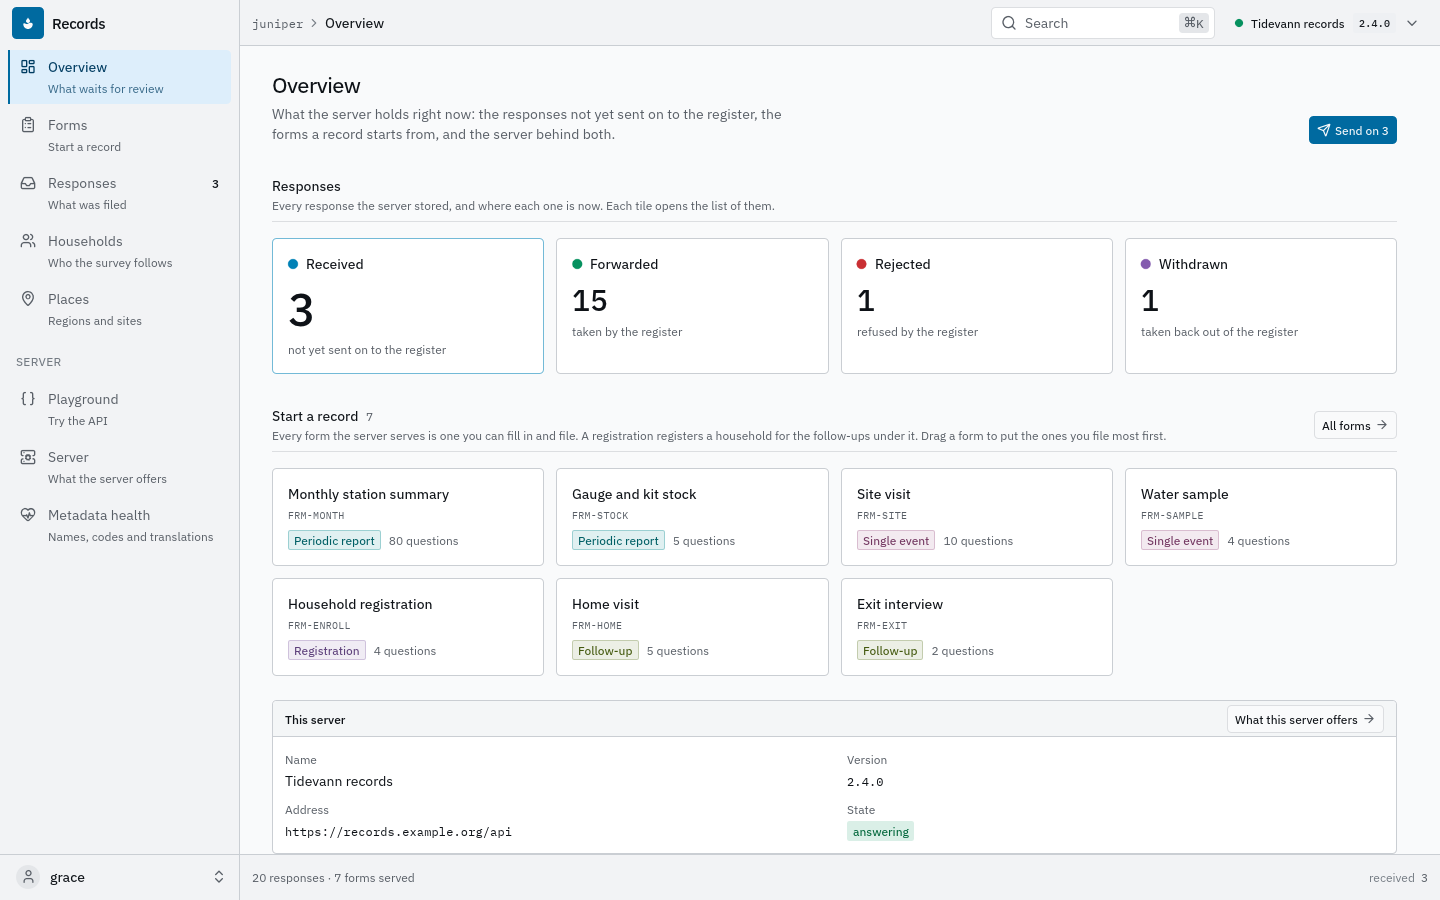 Records
Overview
What waits for review
Forms
Start a record
Responses 3
What was filed
Households
Who the survey follows
Places
Regions and sites
SERVER
Playground
Try the API
Server
What the server offers
Metadata health
Names, codes and translations
grace
juniper > Overview
Search ⌘K
Tidevann records 2.4.0
Overview
What the server holds right now: the responses not yet sent on to the register, the
forms a record starts from, and the server behind both.
Send on 3
Responses
Every response the server stored, and where each one is now. Each tile opens the list of them.
Received
3
not yet sent on to the register
Forwarded
15
taken by the register
Rejected
1
refused by the register
Withdrawn
1
taken back out of the register
Start a record 7
Every form the server serves is one you can fill in and file. A registration registers a household for the follow-ups under it. Drag a form to put the ones you file most first.
All forms
Monthly station summary
FRM-MONTH
Periodic report 80 questions
Gauge and kit stock
FRM-STOCK
Periodic report 5 questions
Site visit
FRM-SITE
Single event 10 questions
Water sample
FRM-SAMPLE
Single event 4 questions
Household registration
FRM-ENROLL
Registration 4 questions
Home visit
FRM-HOME
Follow-up 5 questions
Exit interview
FRM-EXIT
Follow-up 2 questions
This server
What this server offers
Name
Tidevann records
Version
2.4.0
Address
https://records.example.org/api
State
answering
20 responses · 7 forms served
received 3